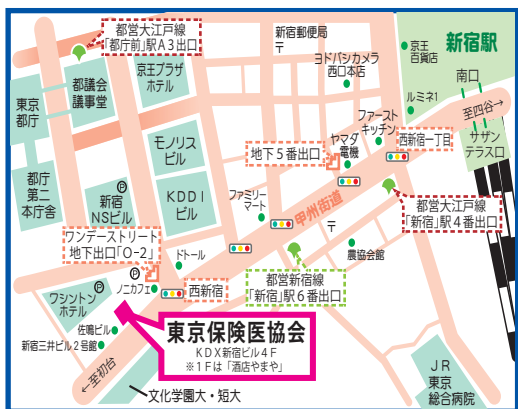 都営大江戸線
「都庁前」駅A3出口
新宿郵便局
〒
ヨドバシカメラ
西口本店
京王
百貨店
新宿駅
南口
ルミネ1
至四谷→
サザン
テラス口
東京
都庁
都議会
議事堂
京王プラザ
ホテル
モノリス
ビル
地下5番出口
ヤマダ
電機
ファースト
キッチン
西新宿一丁目
都庁
第二
本庁舎
P
新宿
NSビル
KDDI
ビル
ファミリー
マート
甲州街道
都営大江戸線
「新宿」駅4番出口
〒
農協会館
ワンデーストリート
地下出口「O-2」
ドトール
P
ノニカフェ
西新宿
都営新宿線
「新宿」駅6番出口
ワシントン
ホテル
佐鳴ビル
新宿三井ビル2号館
東京保険医協会
KDX新宿ビル4F
※1Fは「酒店やまや」
←至初台
文化学園大・短大
JR
東京
総合病院